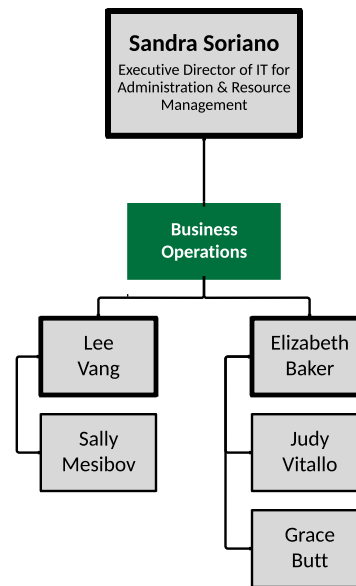 Sandra Soriano
Executive Director of IT for
Administration & Resource
Management
Business
Operations
Lee
Vang
Elizabeth
Baker
Sally
Mesibov
Judy
Vitallo
Grace
Butt